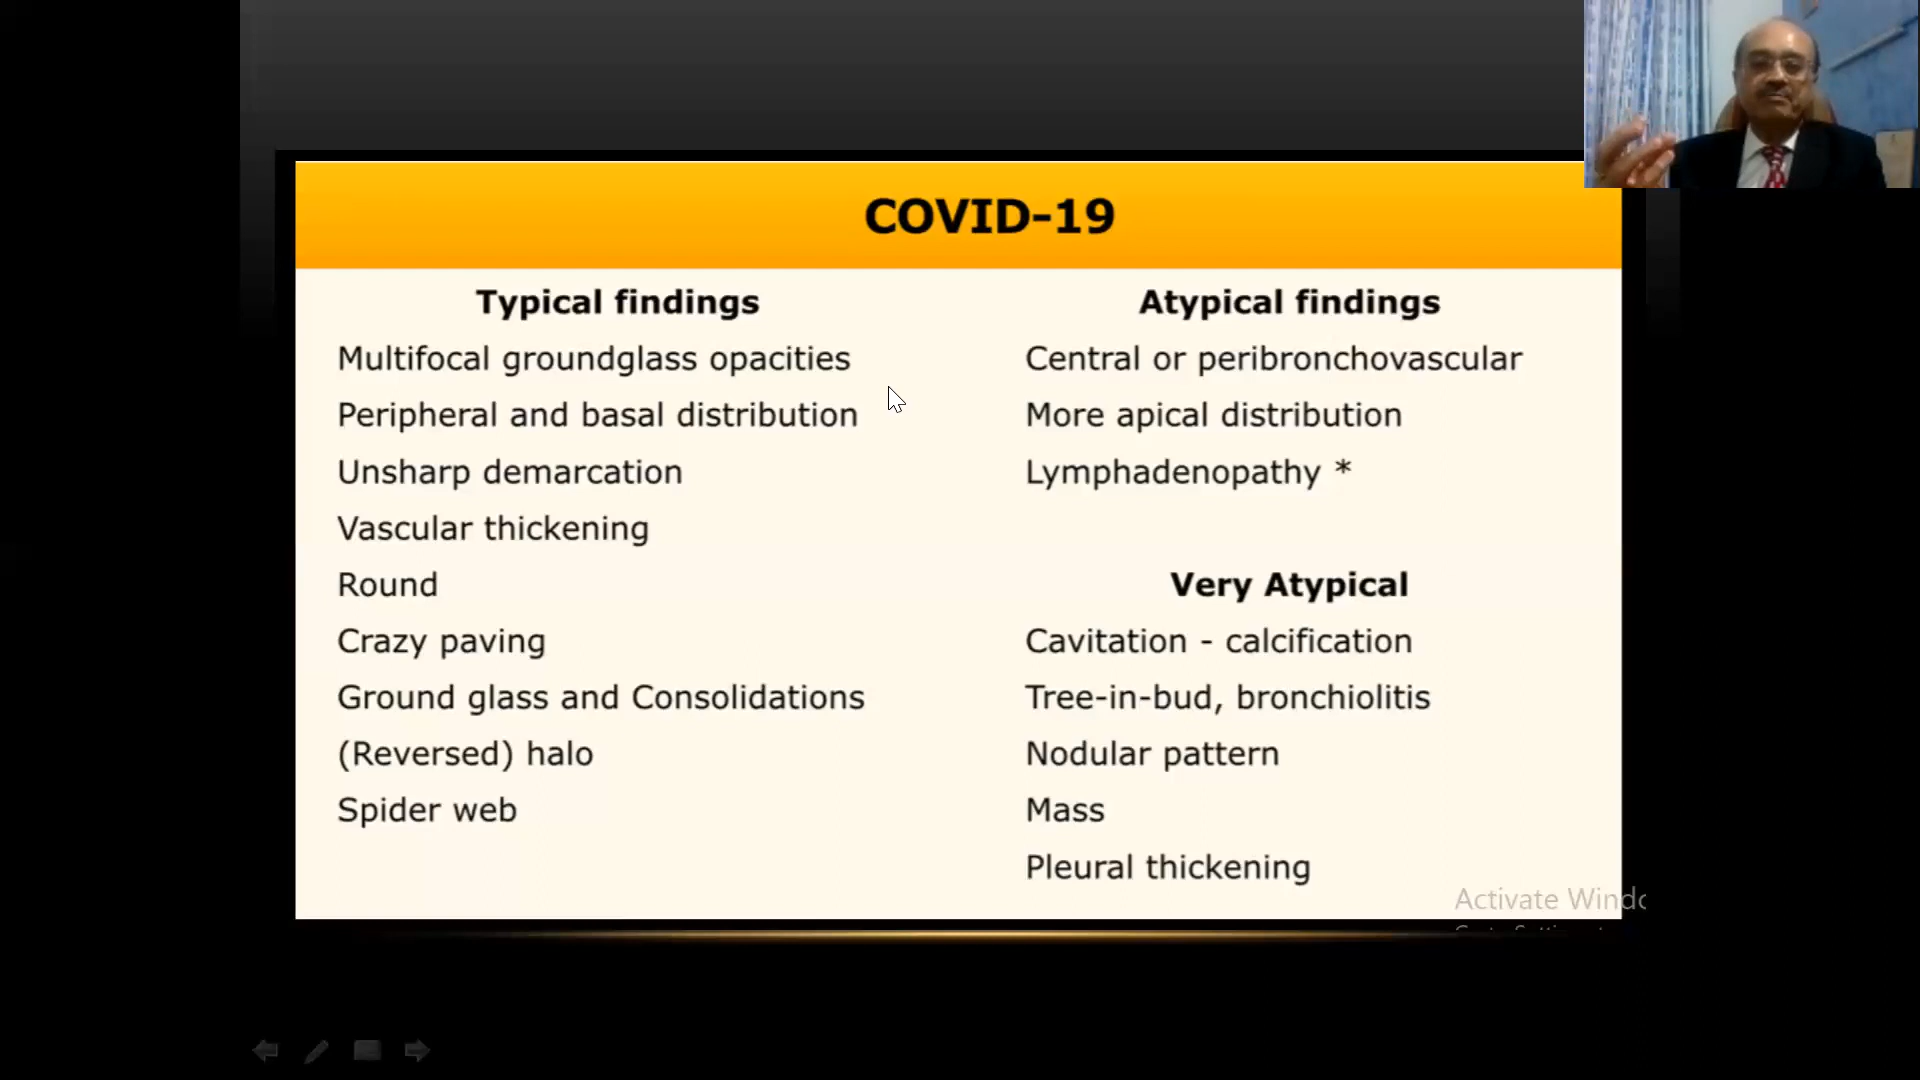 COVID-19
Typical findings
Multifocal groundglass opacities
Peripheral and basal distribution
Unsharp demarcation
Vascular thickening
Round
Crazy paving
Ground glass and Consolidations
(Reversed) halo
Spider web
Atypical findings
Central or peribronchovascular
More apical distribution
Lymphadenopathy *
Very Atypical
Cavitation - calcification
Tree-in-bud, bronchiolitis
Nodular pattern
Mass
Pleural thickening
Activate